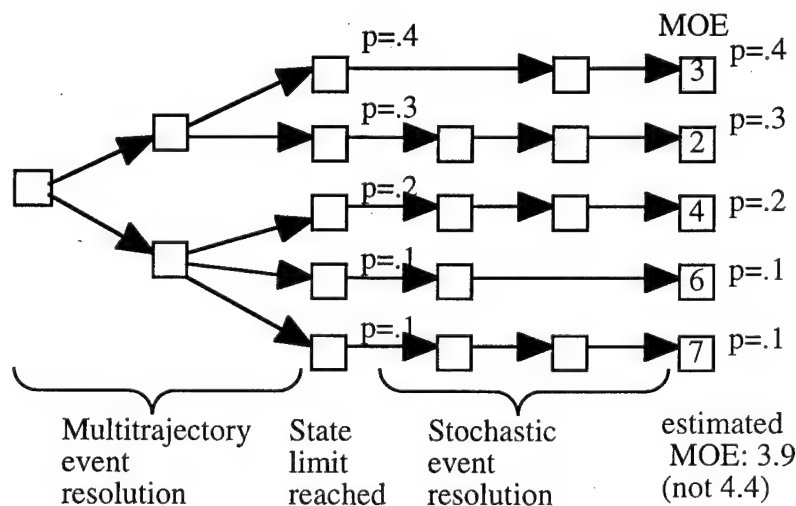 MOE
p=.4
p=.4
3
p=.3
p=.3
2
p=.2
p=.2
4
p=.1
p=.1
6
p=.1
p=.1
7
Multitrajectory
event
resolution
State
limit
reached
Stochastic
event
resolution
estimated
MOE: 3.9
(not 4.4)